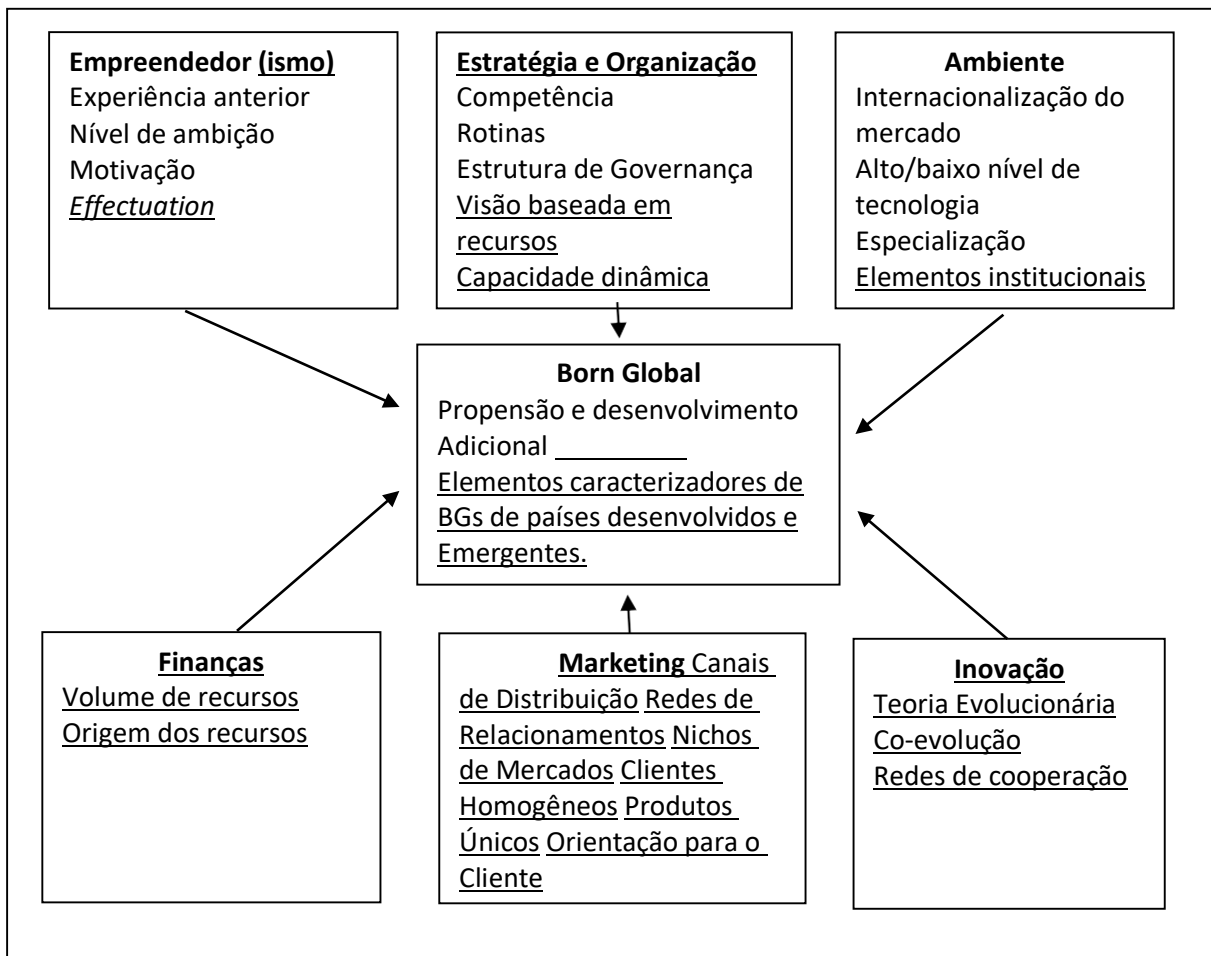 Empreendedor (ismo)
Experiência anterior
Nível de ambição
Motivação
Effectuation
Estratégia e Organização
Competência
Rotinas
Estrutura de Governança
Visão baseada em
recursos
Capacidade dinâmica
Ambiente
Internacionalização do
mercado
Alto/baixo nível de
tecnologia
Especialização
Elementos institucionais
Born Global
Propensão e desenvolvimento
Adicional
Elementos caracterizadores de
BGs de países desenvolvidos e
Emergentes.
Finanças
Volume de recursos
Origem dos recursos
Marketing Canais
de Distribuição Redes de
Relacionamentos Nichos
de Mercados Clientes
Homogêneos Produtos
Únicos Orientação para o
Cliente
Inovação
Teoria Evolucionária
Co-evolução
Redes de cooperação